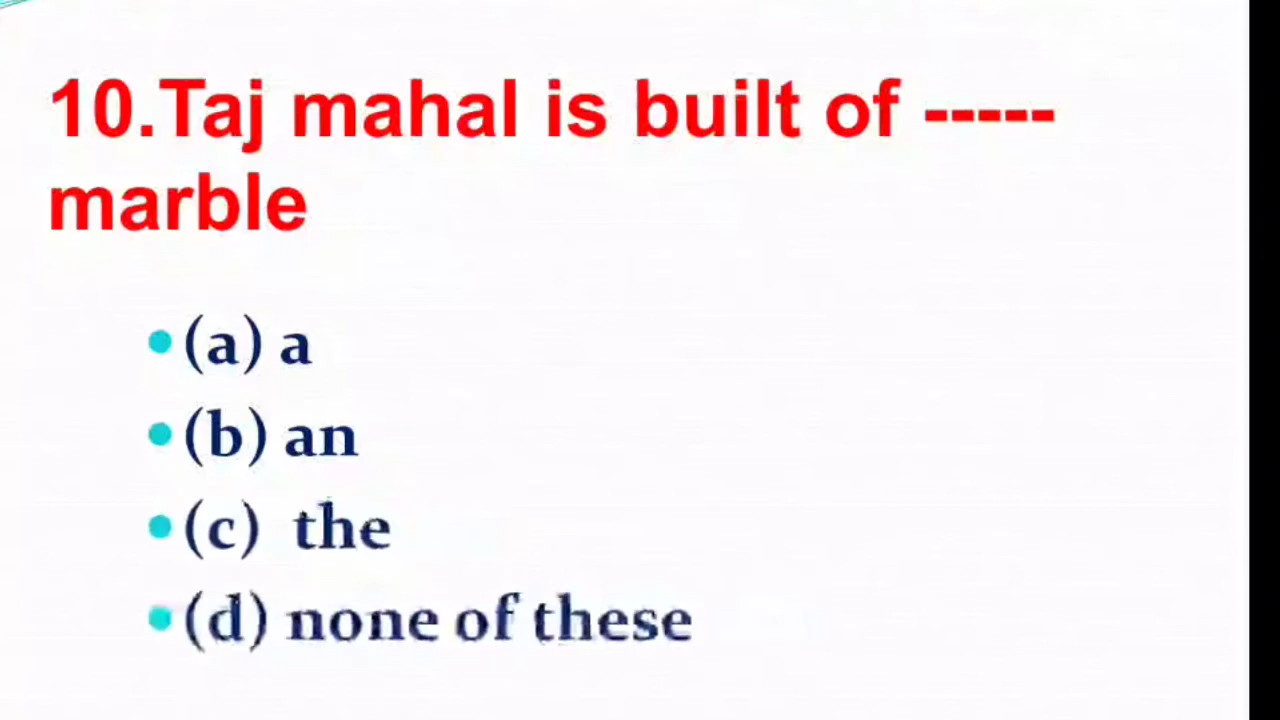 10.Taj mahal is built of -----
marble
•(a) a
•(b) an
•(c) the
•(d) none of these